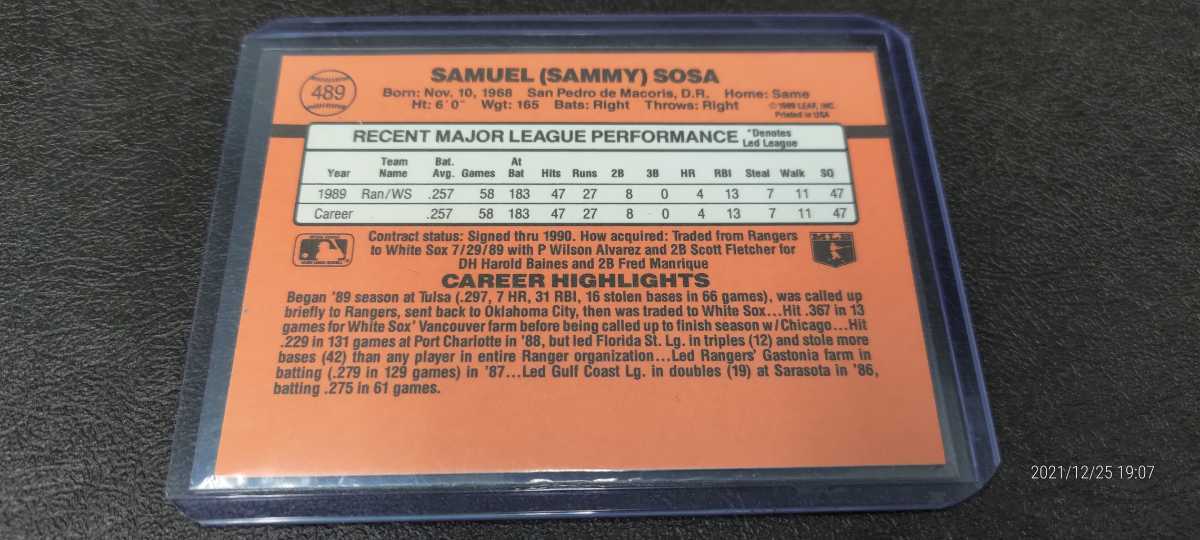 489
SAMUEL (SAMMY) SOSA
Born: Nov. 10, 1968 San Pedro de Macoris, D.R. Home: Same
Ht: 6'0" Wgt: 165 Bats: Right Throws: Right
© 1989 LEAF, INC.
Printed in USA
RECENT MAJOR LEAGUE PERFORMANCE *Denotes Led League
Year Team Name Bat. Avg. Games At Bat Hits Runs 2B 3B HR RBI Steal Walk SO
1989 Ran/WS .257 58 183 47 27 8 0 4 13 7 11 47
Career .257 58 183 47 27 8 0 4 13 7 11 47
Contract status: Signed thru 1990. How acquired: Traded from Rangers
to White Sox 7/29/89 with P Wilson Alvarez and 2B Scott Fletcher for
DH Harold Baines and 2B Fred Manrique
MLB
CAREER HIGHLIGHTS
Began '89 season at Tulsa (.297, 7 HR, 31 RBI, 16 stolen bases in 66 games), was called up
briefly to Rangers, sent back to Oklahoma City, then was traded to White Sox...Hit .367 in 13
games for White Sox' Vancouver farm before being called up to finish season w/Chicago...Hit
.229 in 131 games at Port Charlotte in '88, but led Florida St. Lg. in triples (12) and stole more
bases (42) than any player in entire Ranger organization...Led Rangers' Gastonia farm in
batting (.279 in 129 games) in '87...Led Gulf Coast Lg. in doubles (19) at Sarasota in '86,
batting .275 in 61 games.
2021/12/25 19:07